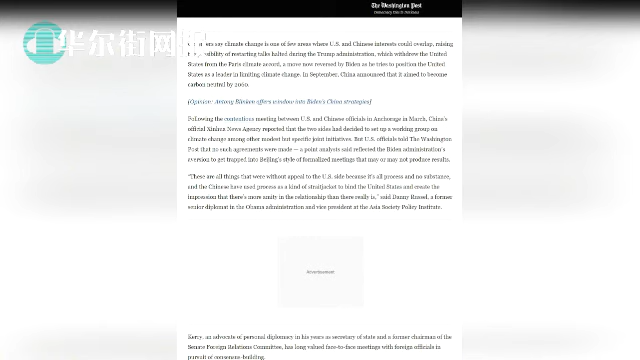 The Washington Post
Democracy Dies in Darkness
华尔街网
say climate change is one of few areas where U.S. and Chinese interests could overlap, raising
sibility of restarting talks halted during the Trump administration, a move which withdrew the United
States from the Paris climate accord, a move now reversed by Biden as he tries to position the United
States as a leader in limiting climate change. In September, China announced that it aimed to become
carbon neutral by 2060.
[Opinion: Antony Blinken offers window into Biden's China strategies]
Following the contentious meeting between U.S. and Chinese officials in Anchorage in March, China's
official Xinhua News Agency reported that the two sides had decided to set up a working group on
climate change among other modest but specific joint initiatives. But U.S. officials told The Washington
Post that no such agreements were made — a point analysts said reflected the Biden administration's
aversion to get trapped into Beijing's style of formalized meetings that may or may not produce results.
"These are all things that were without appeal to the U.S. side because it's all process and no substance,
and the Chinese have used process as a kind of straitjacket to bind the United States and create the
impression that there's more amity in the relationship than there really is," said Danny Russel, a former
senior diplomat in the Obama administration and vice president at the Asia Society Policy Institute.
Advertisement
Kerry, an advocate of personal diplomacy in his years as secretary of state and a former chairman of the
Senate Foreign Relations Committee, has long valued face-to-face meetings with foreign officials in
pursuit of consensus-building.